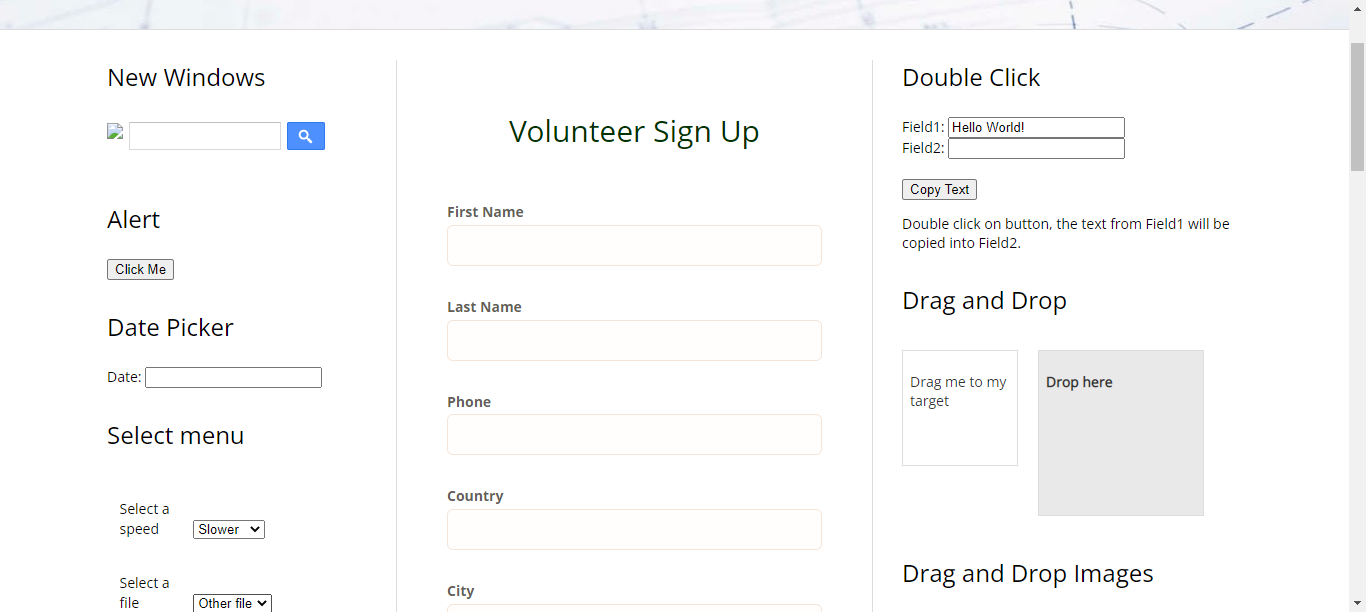 New Windows
Alert
Click Me
Date Picker
Date:
Select menu
Select a
speed
Slower
Select a
file
Other file
Volunteer Sign Up
First Name
Last Name
Phone
Country
City
Double Click
Field1: Hello World!
Field2:
Copy Text
Double click on button, the text from Field1 will be
copied into Field2.
Drag and Drop
Drag me to my
target
Drop here
Drag and Drop Images